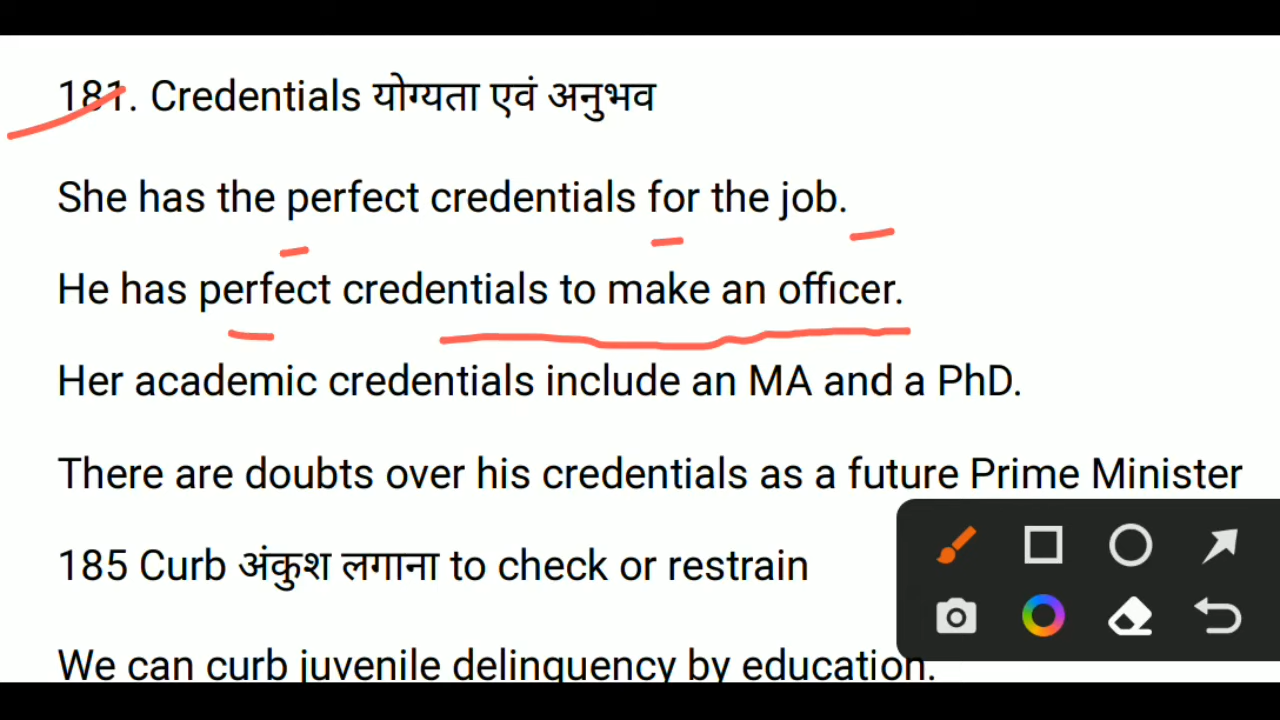 181. Credentials योग्यता एवं अनुभव
She has the perfect credentials for the job.
He has perfect credentials to make an officer.
Her academic credentials include an MA and a PhD.
There are doubts over his credentials as a future Prime Minister
185 Curb अंकुश लगाना to check or restrain
We can curb juvenile delinquency by education.